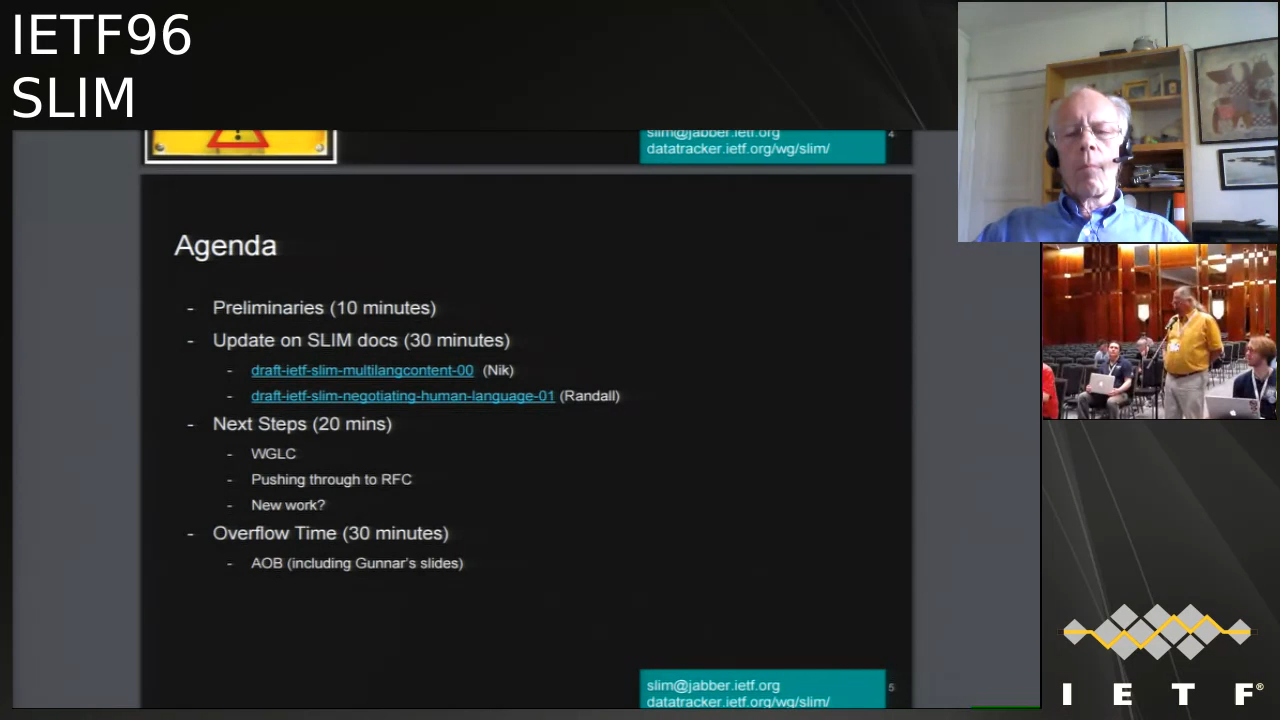 IETF96
SLIM
slim@jabber.ietf.org
4
datatracker.ietf.org/wg/slim/
Agenda
- Preliminaries (10 minutes)
- Update on SLIM docs (30 minutes)
- draft-ietf-slim-multilangcontent-00 (Nik)
- draft-ietf-slim-negotiating-human-language-01 (Randall)
- Next Steps (20 mins)
- WGLC
- Pushing through to RFC
- New work?
- Overflow Time (30 minutes)
- AOB (including Gunnar's slides)
slim@jabber.ietf.org
5
datatracker.ietf.org/wg/slim/
I E T F®